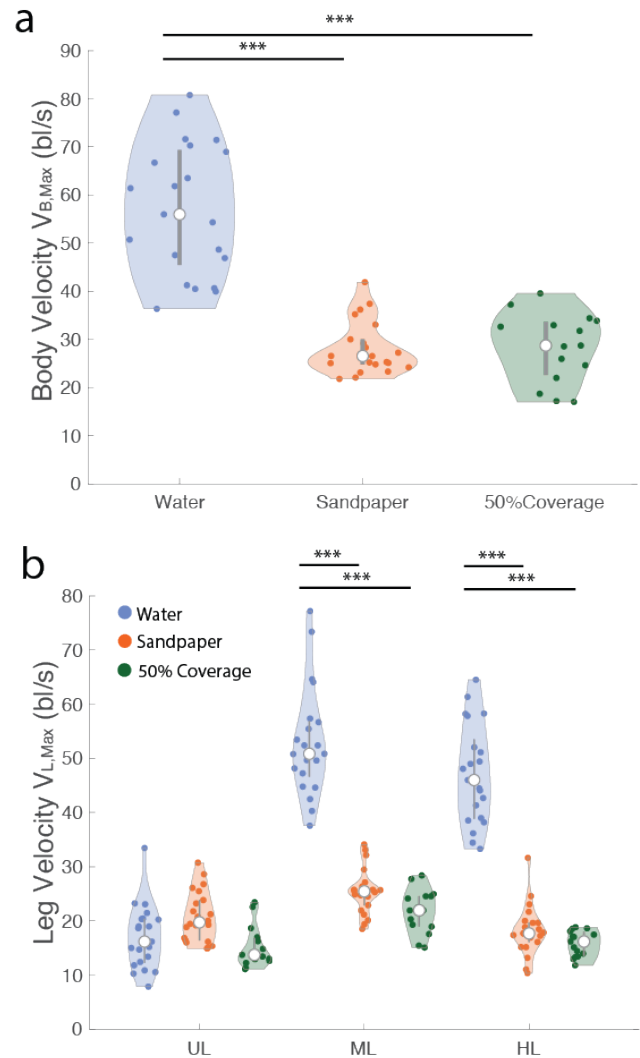 a
***
***
Body Velocity V_B,Max (bl/s)
90
80
70
60
50
40
30
20
10
0
Water
Sandpaper
50%Coverage
b
***
***
***
***
Leg Velocity V_L,Max (bl/s)
80
70
60
50
40
30
20
10
0
Water
Sandpaper
50% Coverage
UL
ML
HL